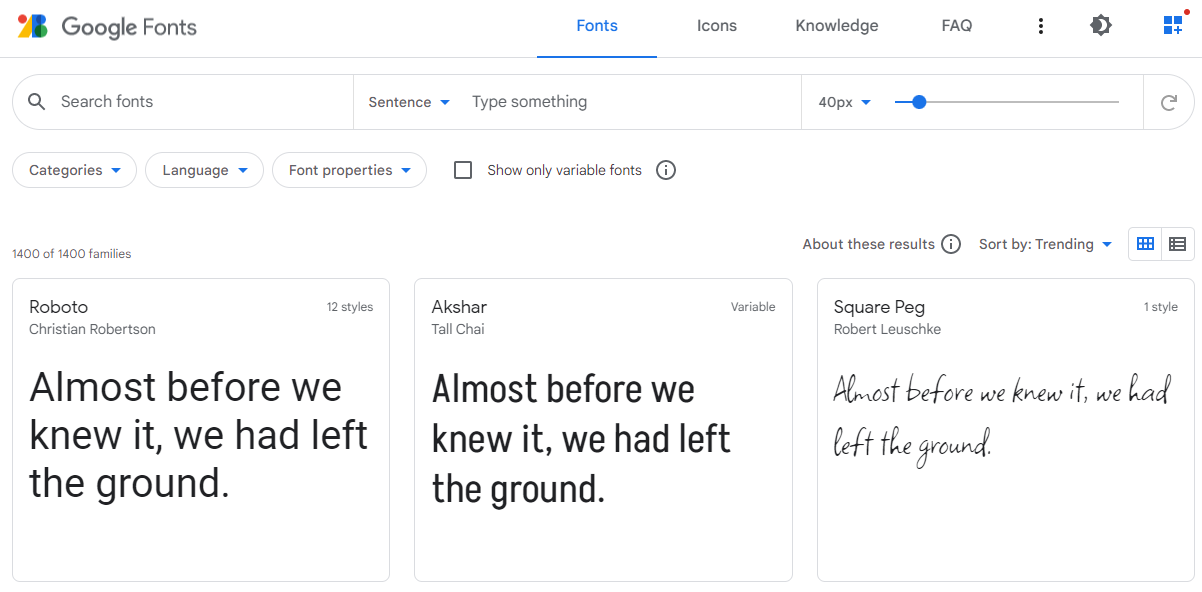 Google Fonts
Fonts Icons Knowledge FAQ
Search fonts Sentence Type something 40px
Categories Language Font properties Show only variable fonts
About these results Sort by: Trending
1400 of 1400 families
Roboto 12 styles
Christian Robertson
Almost before we
knew it, we had left
the ground.
Akshar Variable
Tall Chai
Almost before we
knew it, we had left
the ground.
Square Peg 1 style
Robert Leuschke
Almost before we knew it, we had
left the ground.